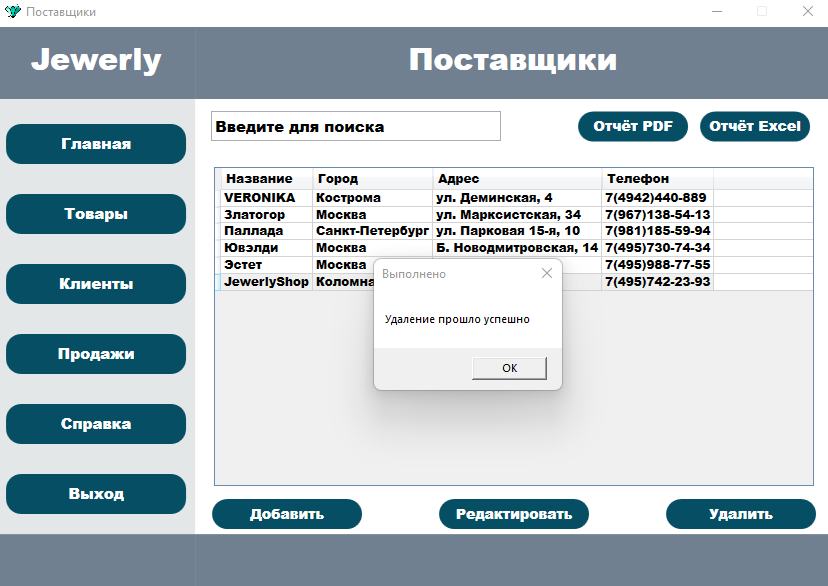 Поставщики
Jewerly
Поставщики
Главная
Товары
Клиенты
Продажи
Справка
Выход
Введите для поиска
Отчёт PDF
Отчёт Excel
Название Город Адрес Телефон
VERONIKA Кострома ул. Деминская, 4 7(4942)440-889
Златогор Москва ул. Марксистская, 34 7(967)138-54-13
Паллада Санкт-Петербург ул. Парковая 15-я, 10 7(981)185-59-94
Ювэлди Москва Б. Новодмитровская, 14 7(495)730-74-34
Эстет Москва 7(495)988-77-55
JewerlyShop Коломна 7(495)742-23-93
Выполнено
Удаление прошло успешно
OK
Добавить
Редактировать
Удалить